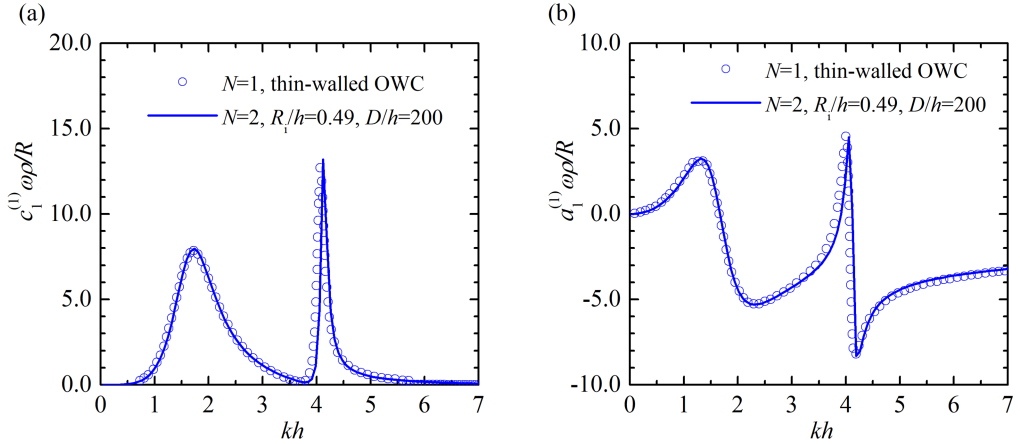 (a)
20.0
15.0
10.0
5.0
0.0
c₁⁽¹⁾ωρ/R
N=1, thin-walled OWC
N=2, Rᵢ/h=0.49, D/h=200
0 1 2 3 4 5 6 7
kh
(b)
10.0
5.0
0.0
-5.0
-10.0
a₁⁽¹⁾ωρ/R
N=1, thin-walled OWC
N=2, Rᵢ/h=0.49, D/h=200
0 1 2 3 4 5 6 7
kh